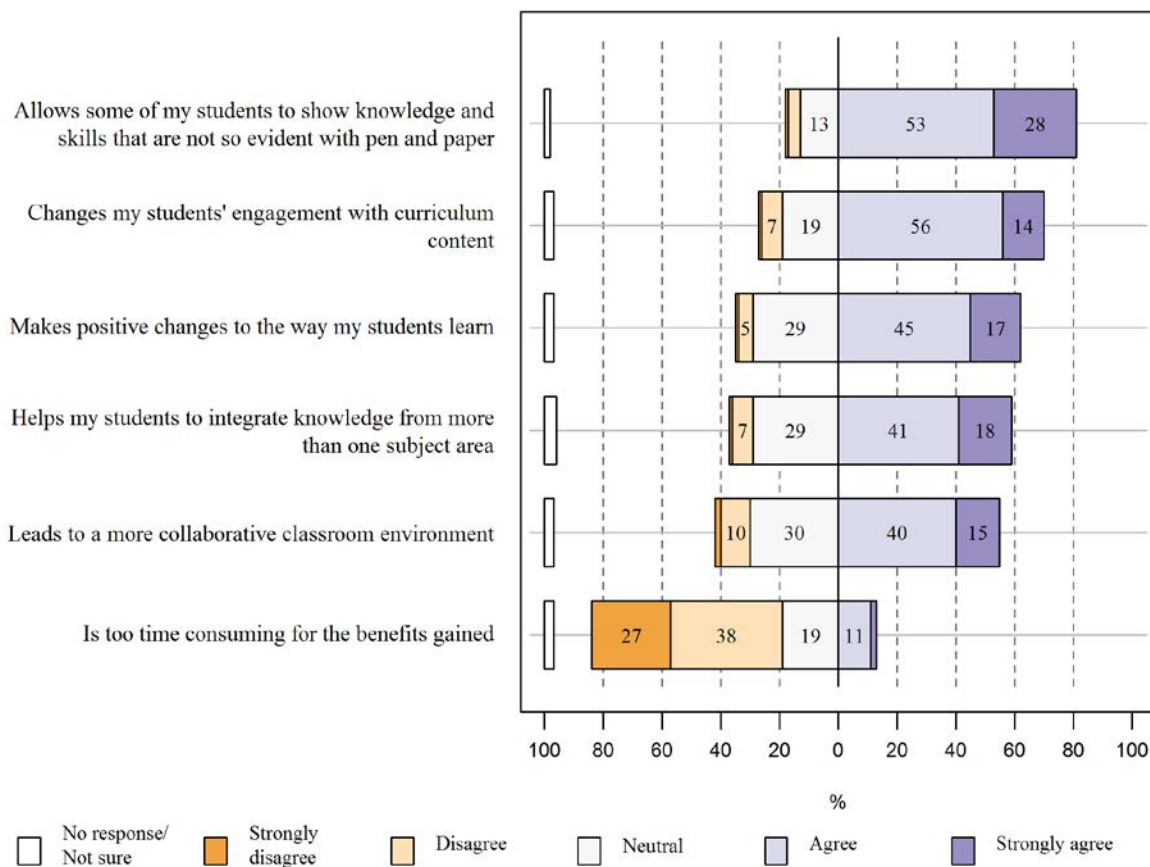 Allows some of my students to show knowledge and
skills that are not so evident with pen and paper
13 53 28
Changes my students' engagement with curriculum
content
7 19 56 14
Makes positive changes to the way my students learn
5 29 45 17
Helps my students to integrate knowledge from more
than one subject area
7 29 41 18
Leads to a more collaborative classroom environment
10 30 40 15
Is too time consuming for the benefits gained
27 38 19 11
100 80 60 40 20 0 20 40 60 80 100
%
No response/
Not sure
Strongly
disagree
Disagree
Neutral
Agree
Strongly agree